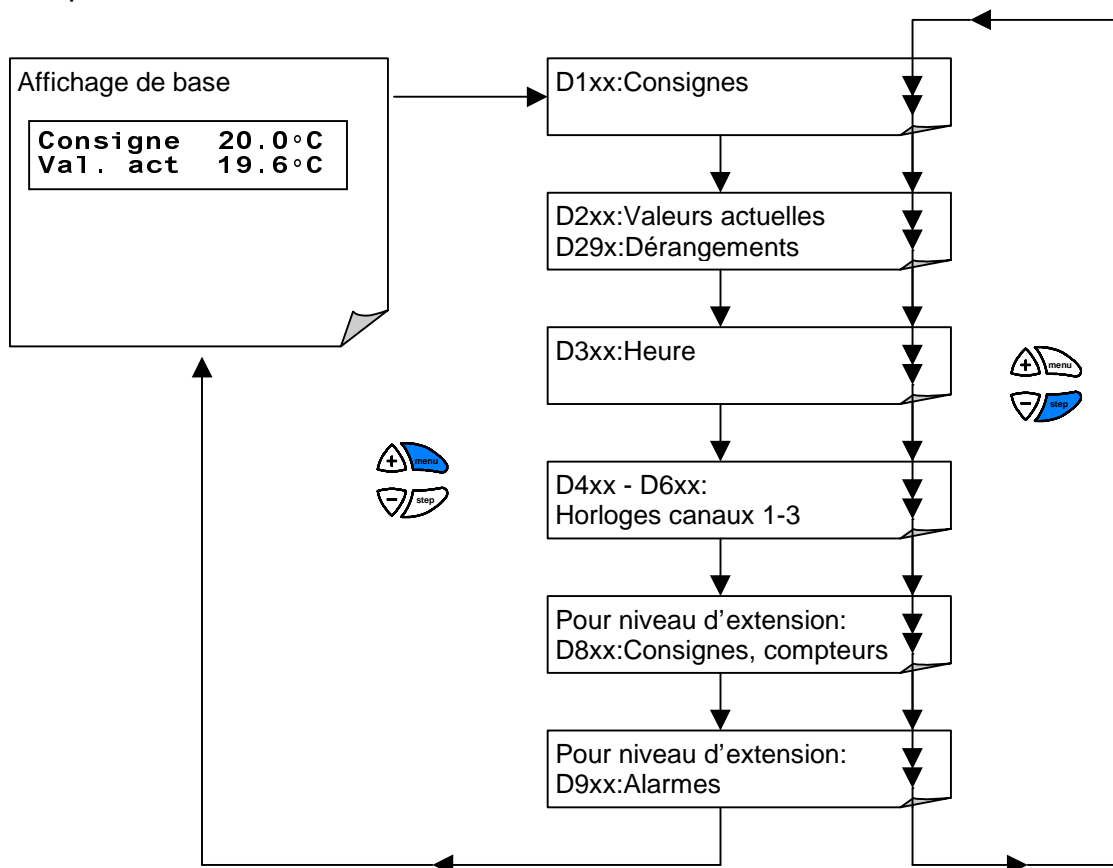 Affichage de base
Consigne 20.0°C
Val. act 19.6°C
D1xx:Consignes
D2xx:Valeurs actuelles
D29x:Dérangements
D3xx:Heure
+ menu
- step
+ menu
- step
D4xx - D6xx:
Horloges canaux 1-3
Pour niveau d'extension:
D8xx:Consignes, compteurs
Pour niveau d'extension:
D9xx:Alarmes